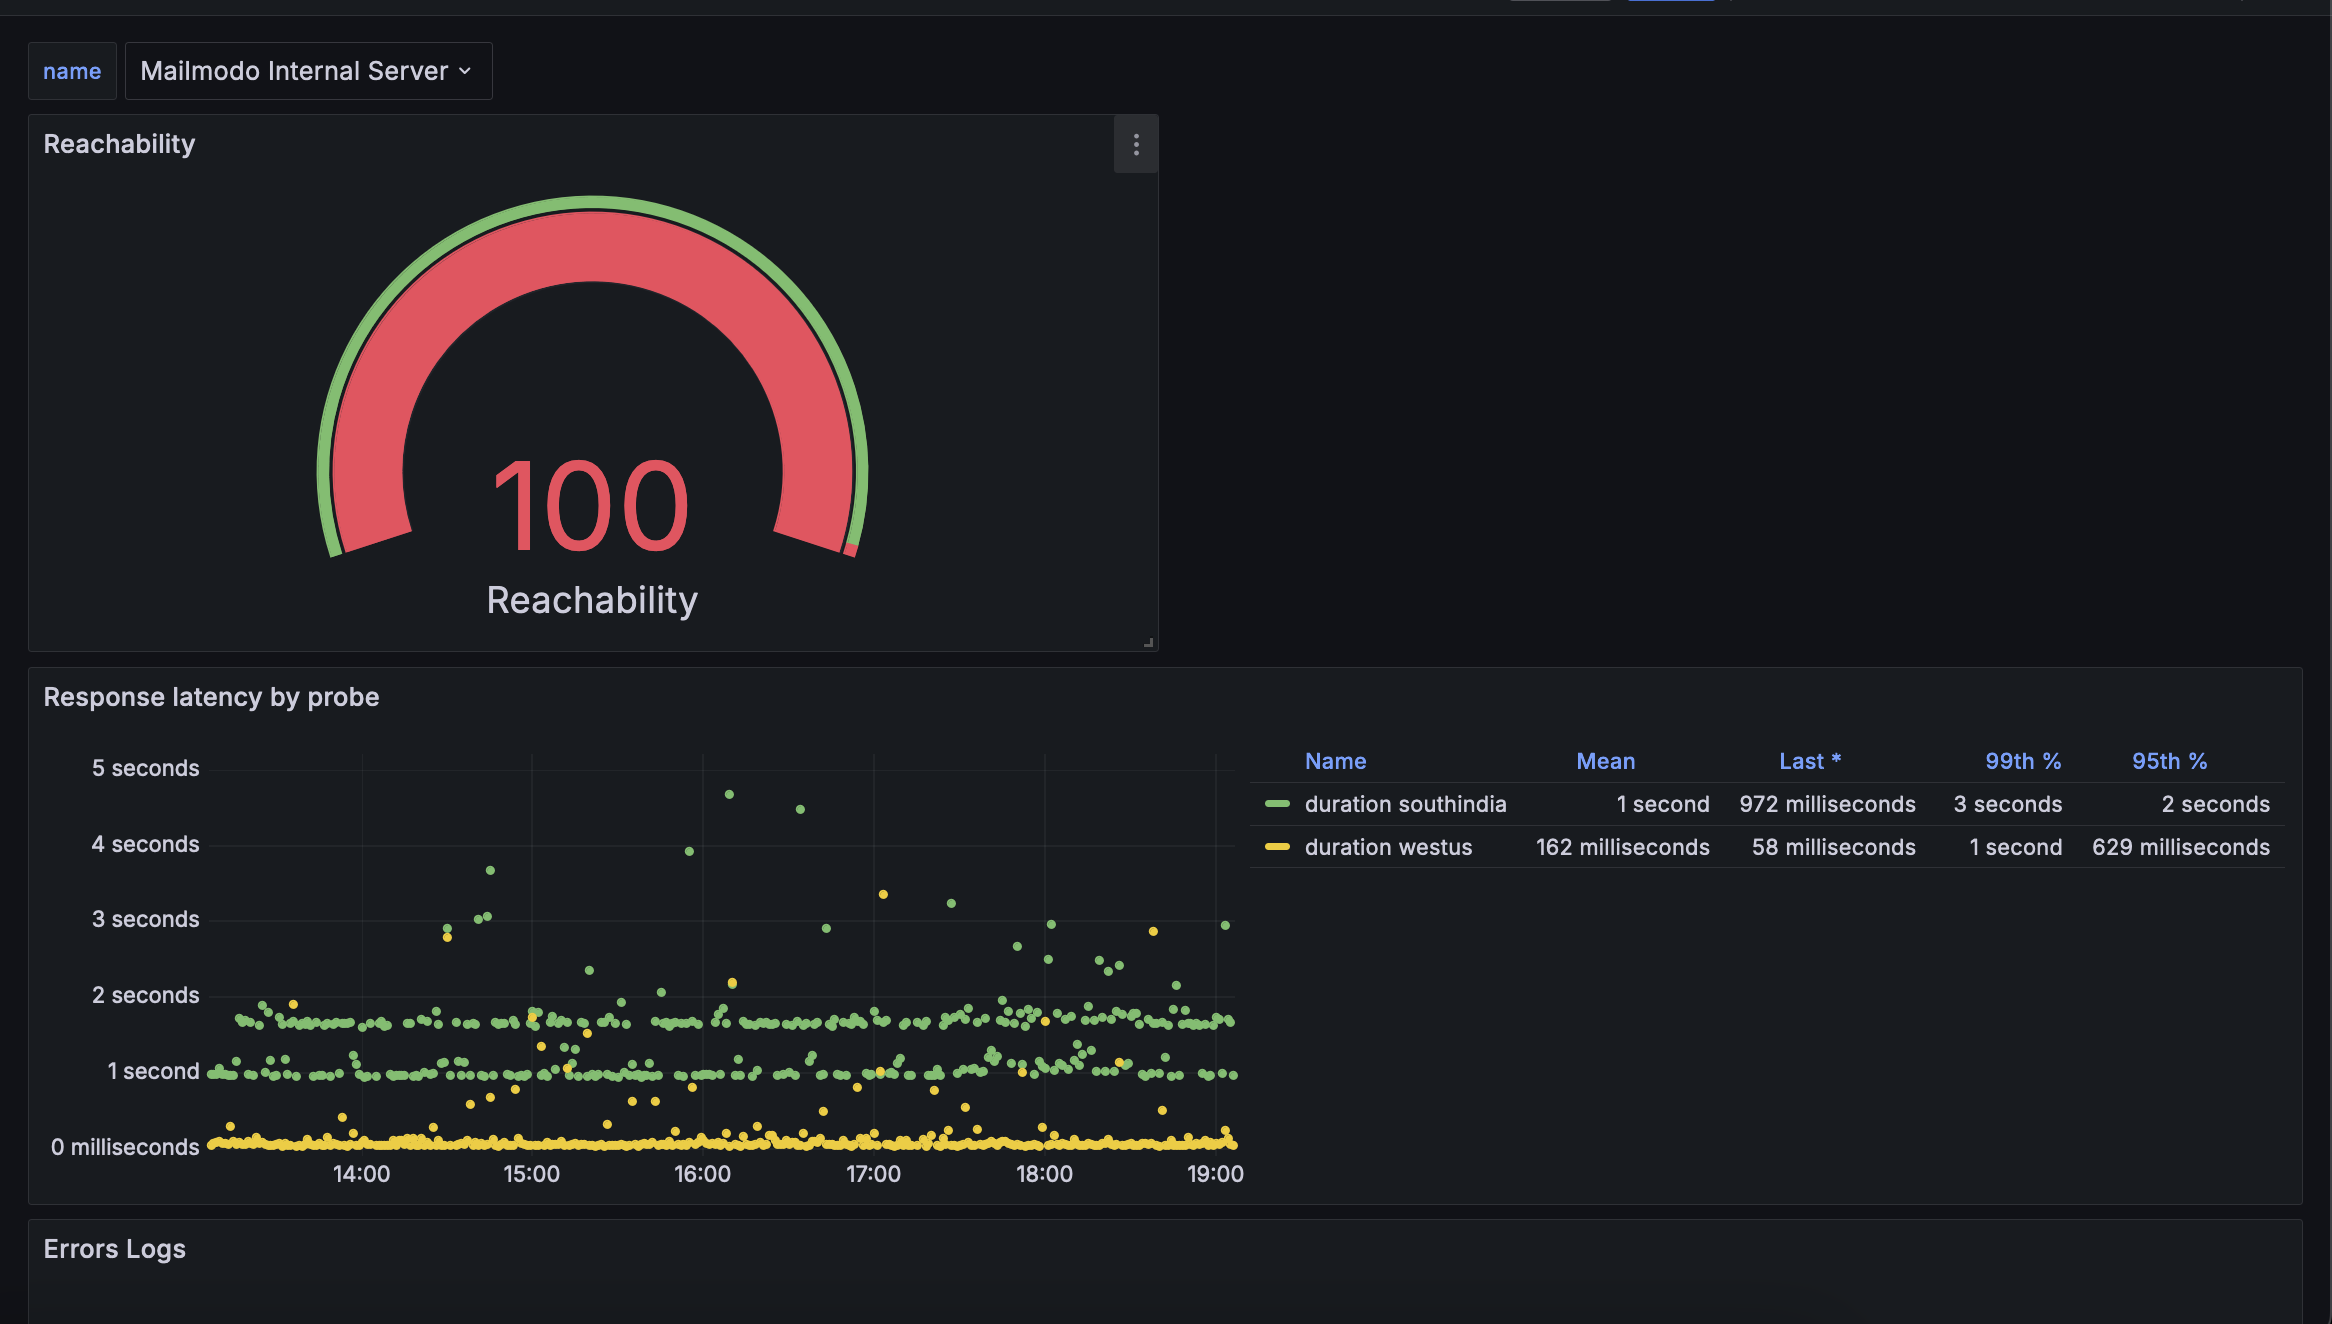 name
Mailmodo Internal Server
Reachability
100
Reachability
Response latency by probe
5 seconds
4 seconds
3 seconds
2 seconds
1 second
0 milliseconds
14:00 15:00 16:00 17:00 18:00 19:00
Name Mean Last * 99th % 95th %
duration southindia 1 second 972 milliseconds 3 seconds 2 seconds
duration westus 162 milliseconds 58 milliseconds 1 second 629 milliseconds
Errors Logs